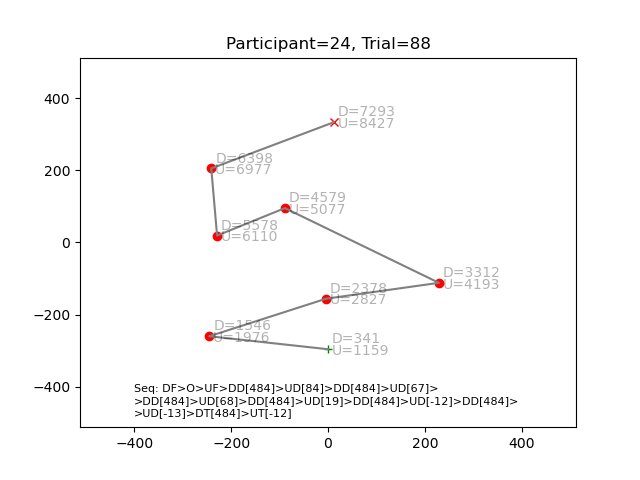 Participant=24, Trial=88
400
200
0
−200
−400
−400
−200
0
200
400
D=7293
U=8427
D=6398
U=6977
D=4579
U=5077
D=5578
U=6110
D=3312
U=4193
D=2378
U=2827
D=1546
U=1976
D=341
U=1159
Seq: DF>O>UF>DD[484]>UD[84]>DD[484]>UD[67]>
>DD[484]>UD[68]>DD[484]>UD[19]>DD[484]>UD[-12]>DD[484]>
>UD[-13]>DT[484]>UT[-12]